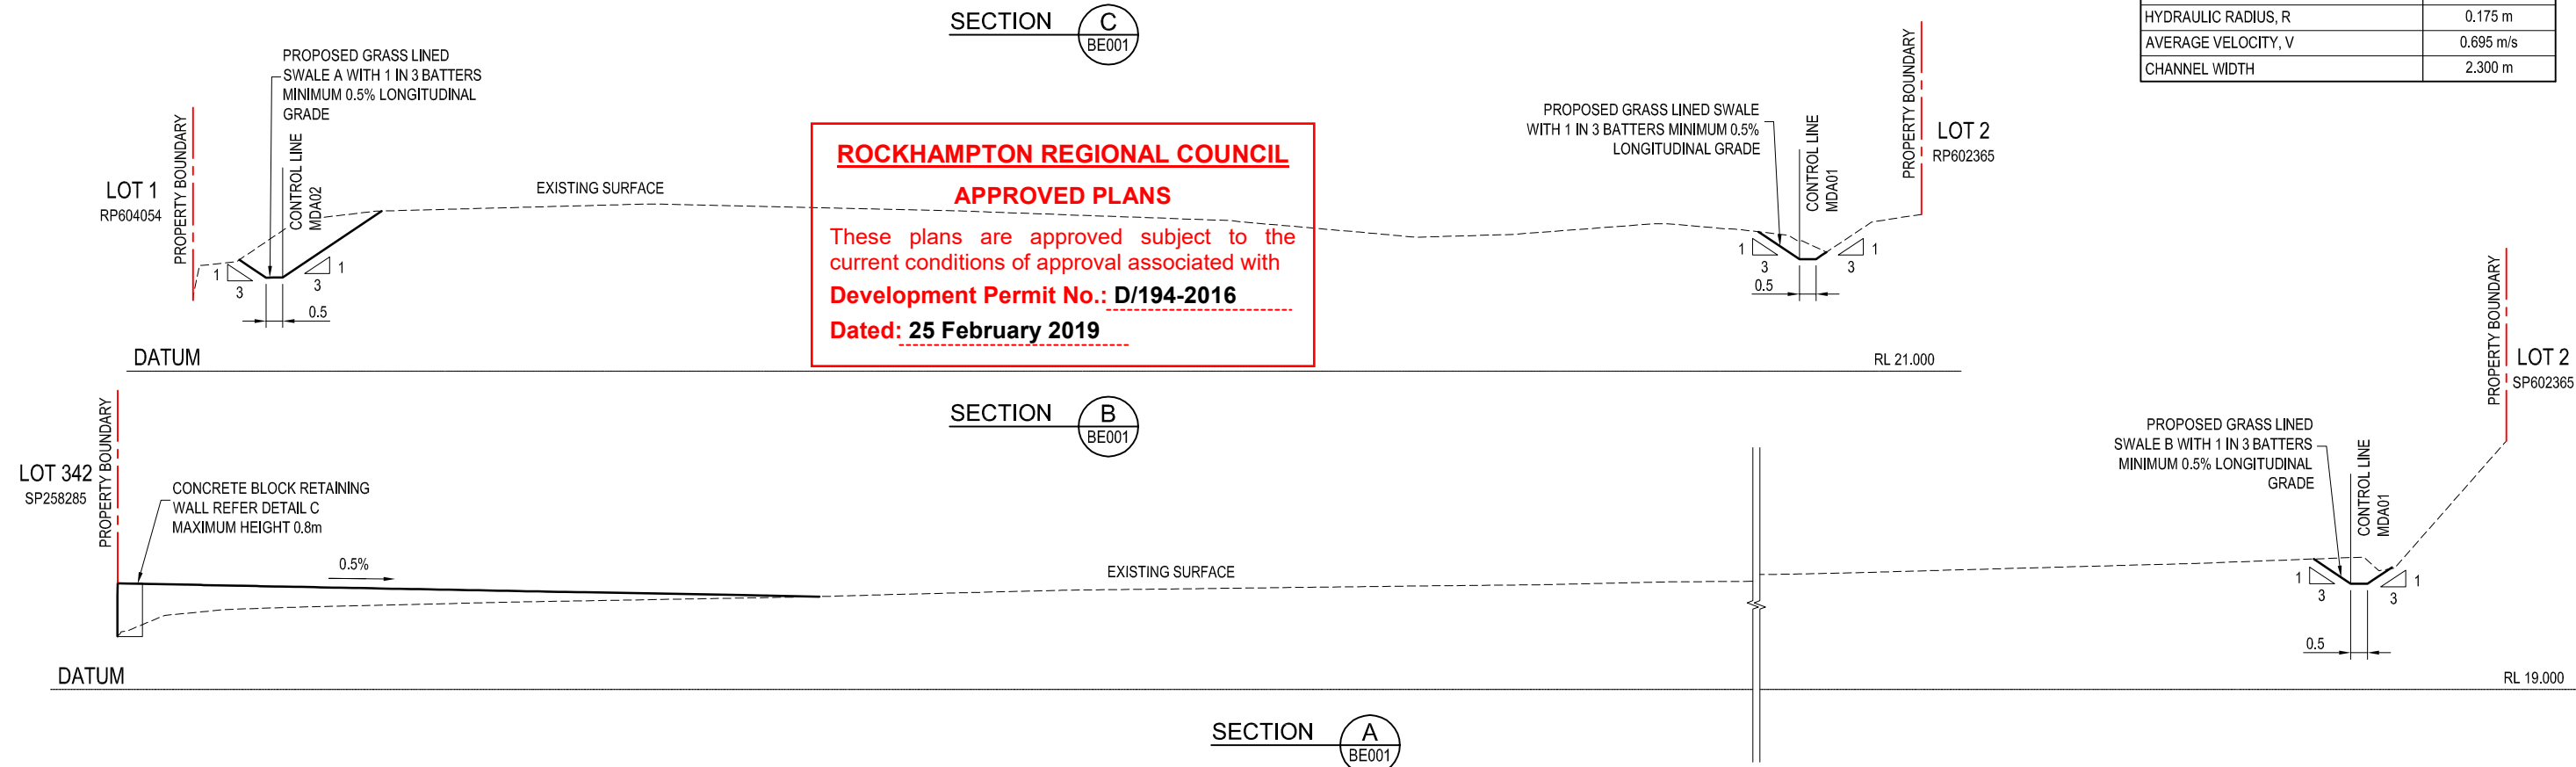 SECTION C
BE001
HYDRAULIC RADIUS, R 0.175 m
AVERAGE VELOCITY, V 0.695 m/s
CHANNEL WIDTH 2.300 m
PROPOSED GRASS LINED
SWALE A WITH 1 IN 3 BATTERS
MINIMUM 0.5% LONGITUDINAL
GRADE
LOT 1
RP604054
PROPERTY BOUNDARY
CONTROL LINE
MDA02
1
3
1
3
0.5
EXISTING SURFACE
ROCKHAMPTON REGIONAL COUNCIL
APPROVED PLANS
These plans are approved subject to the
current conditions of approval associated with
Development Permit No.: D/194-2016
Dated: 25 February 2019
PROPOSED GRASS LINED SWALE
WITH 1 IN 3 BATTERS MINIMUM 0.5%
LONGITUDINAL GRADE
CONTROL LINE
MDA01
PROPERTY BOUNDARY
LOT 2
RP602365
1
3
1
3
0.5
DATUM
RL 21.000
SECTION B
BE001
LOT 342
SP258285
PROPERTY BOUNDARY
CONCRETE BLOCK RETAINING
WALL REFER DETAIL C
MAXIMUM HEIGHT 0.8m
0.5%
EXISTING SURFACE
PROPOSED GRASS LINED
SWALE B WITH 1 IN 3 BATTERS
MINIMUM 0.5% LONGITUDINAL
GRADE
CONTROL LINE
MDA01
PROPERTY BOUNDARY
LOT 2
SP602365
1
3
1
3
0.5
DATUM
RL 19.000
SECTION A
BE001